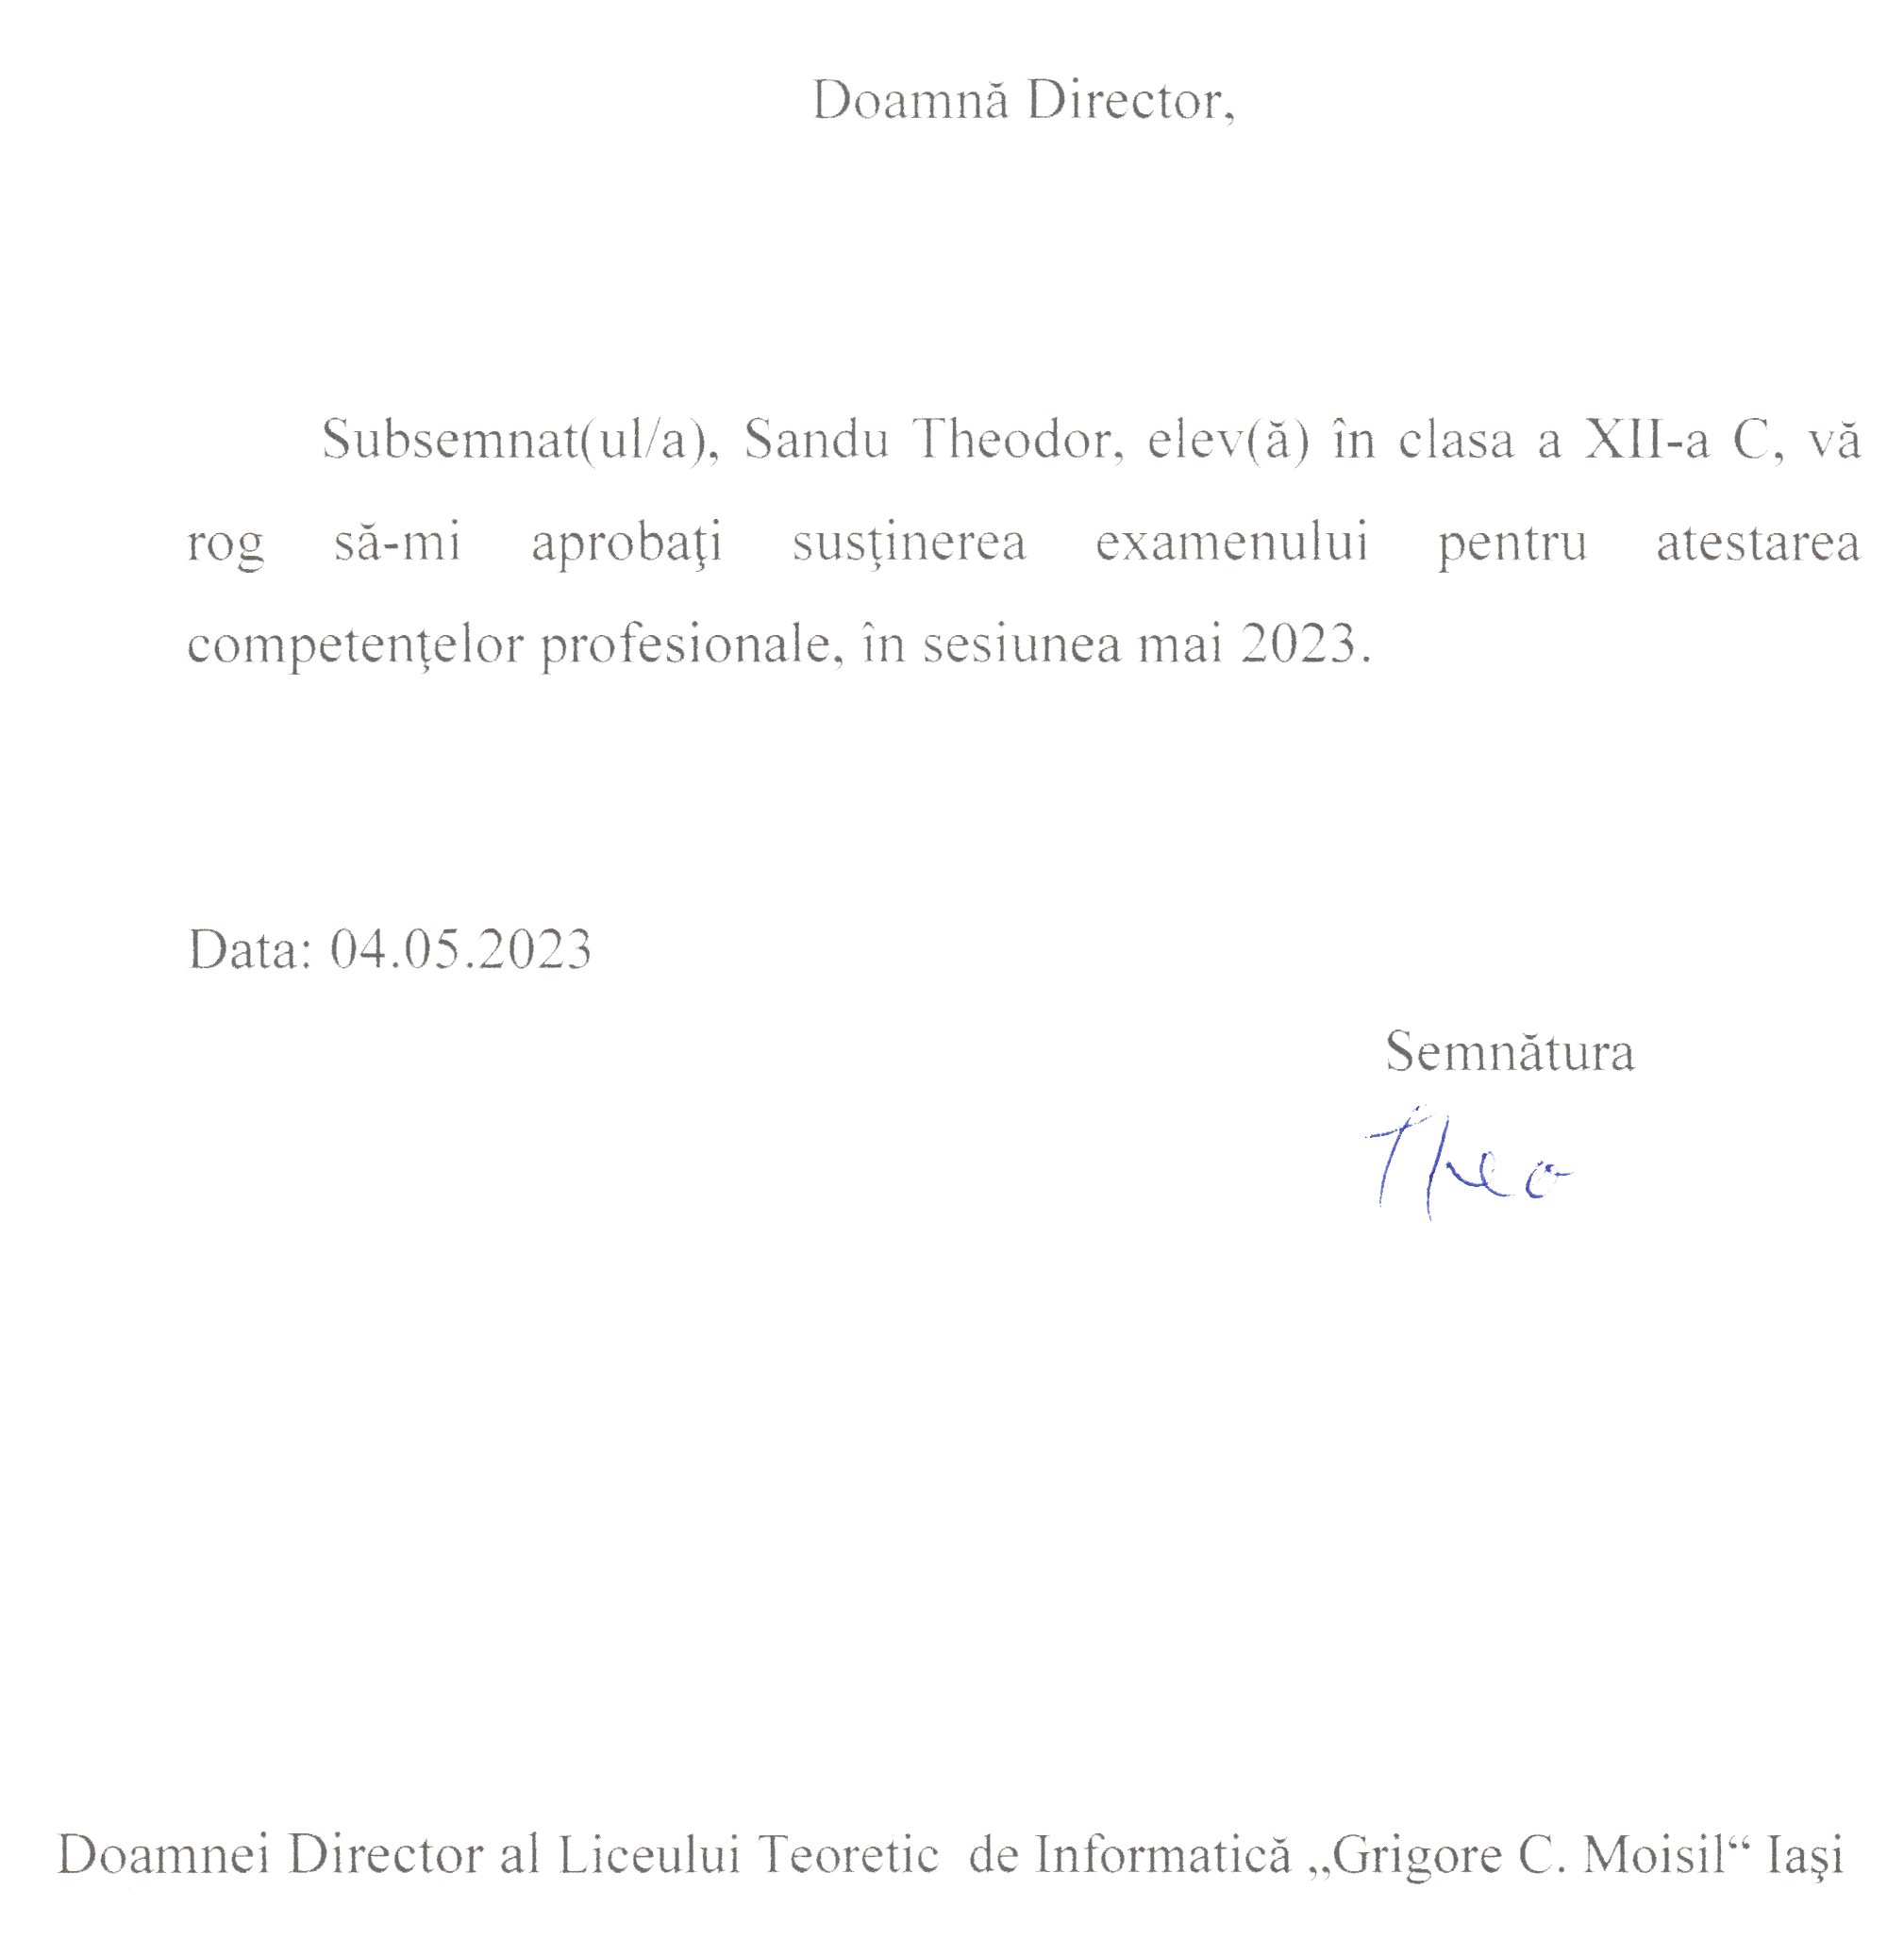 Doamnă Director,
Subsemnat(ul/a), Sandu Theodor, elev(ă) în clasa a XII-a C, vă
rog să-mi aprobaţi susţinerea examenului pentru atestarea
competenţelor profesionale, în sesiunea mai 2023.
Data: 04.05.2023
Semnătura
Theo
Doamnei Director al Liceului Teoretic de Informatică „Grigore C. Moisil“ Iaşi